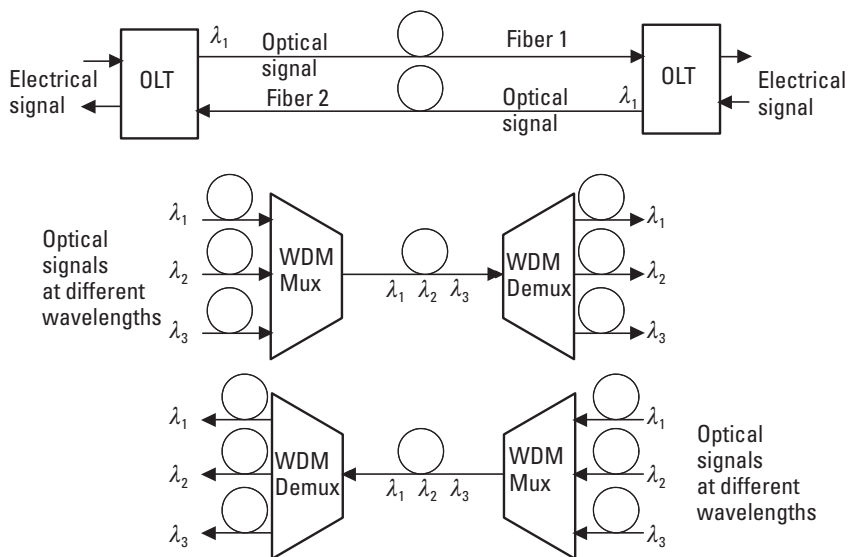 λ1
Optical
signal
Fiber 1
Electrical
signal
OLT
OLT
Electrical
signal
Fiber 2
Optical
signal
λ1
λ1
λ1
Optical
signals
at different
wavelengths
λ2
WDM
Mux
λ1 λ2 λ3
WDM
Demux
λ2
λ3
λ3
λ1
λ1
λ2
WDM
Demux
λ1 λ2 λ3
WDM
Mux
λ2
Optical
signals
at different
wavelengths
λ3
λ3